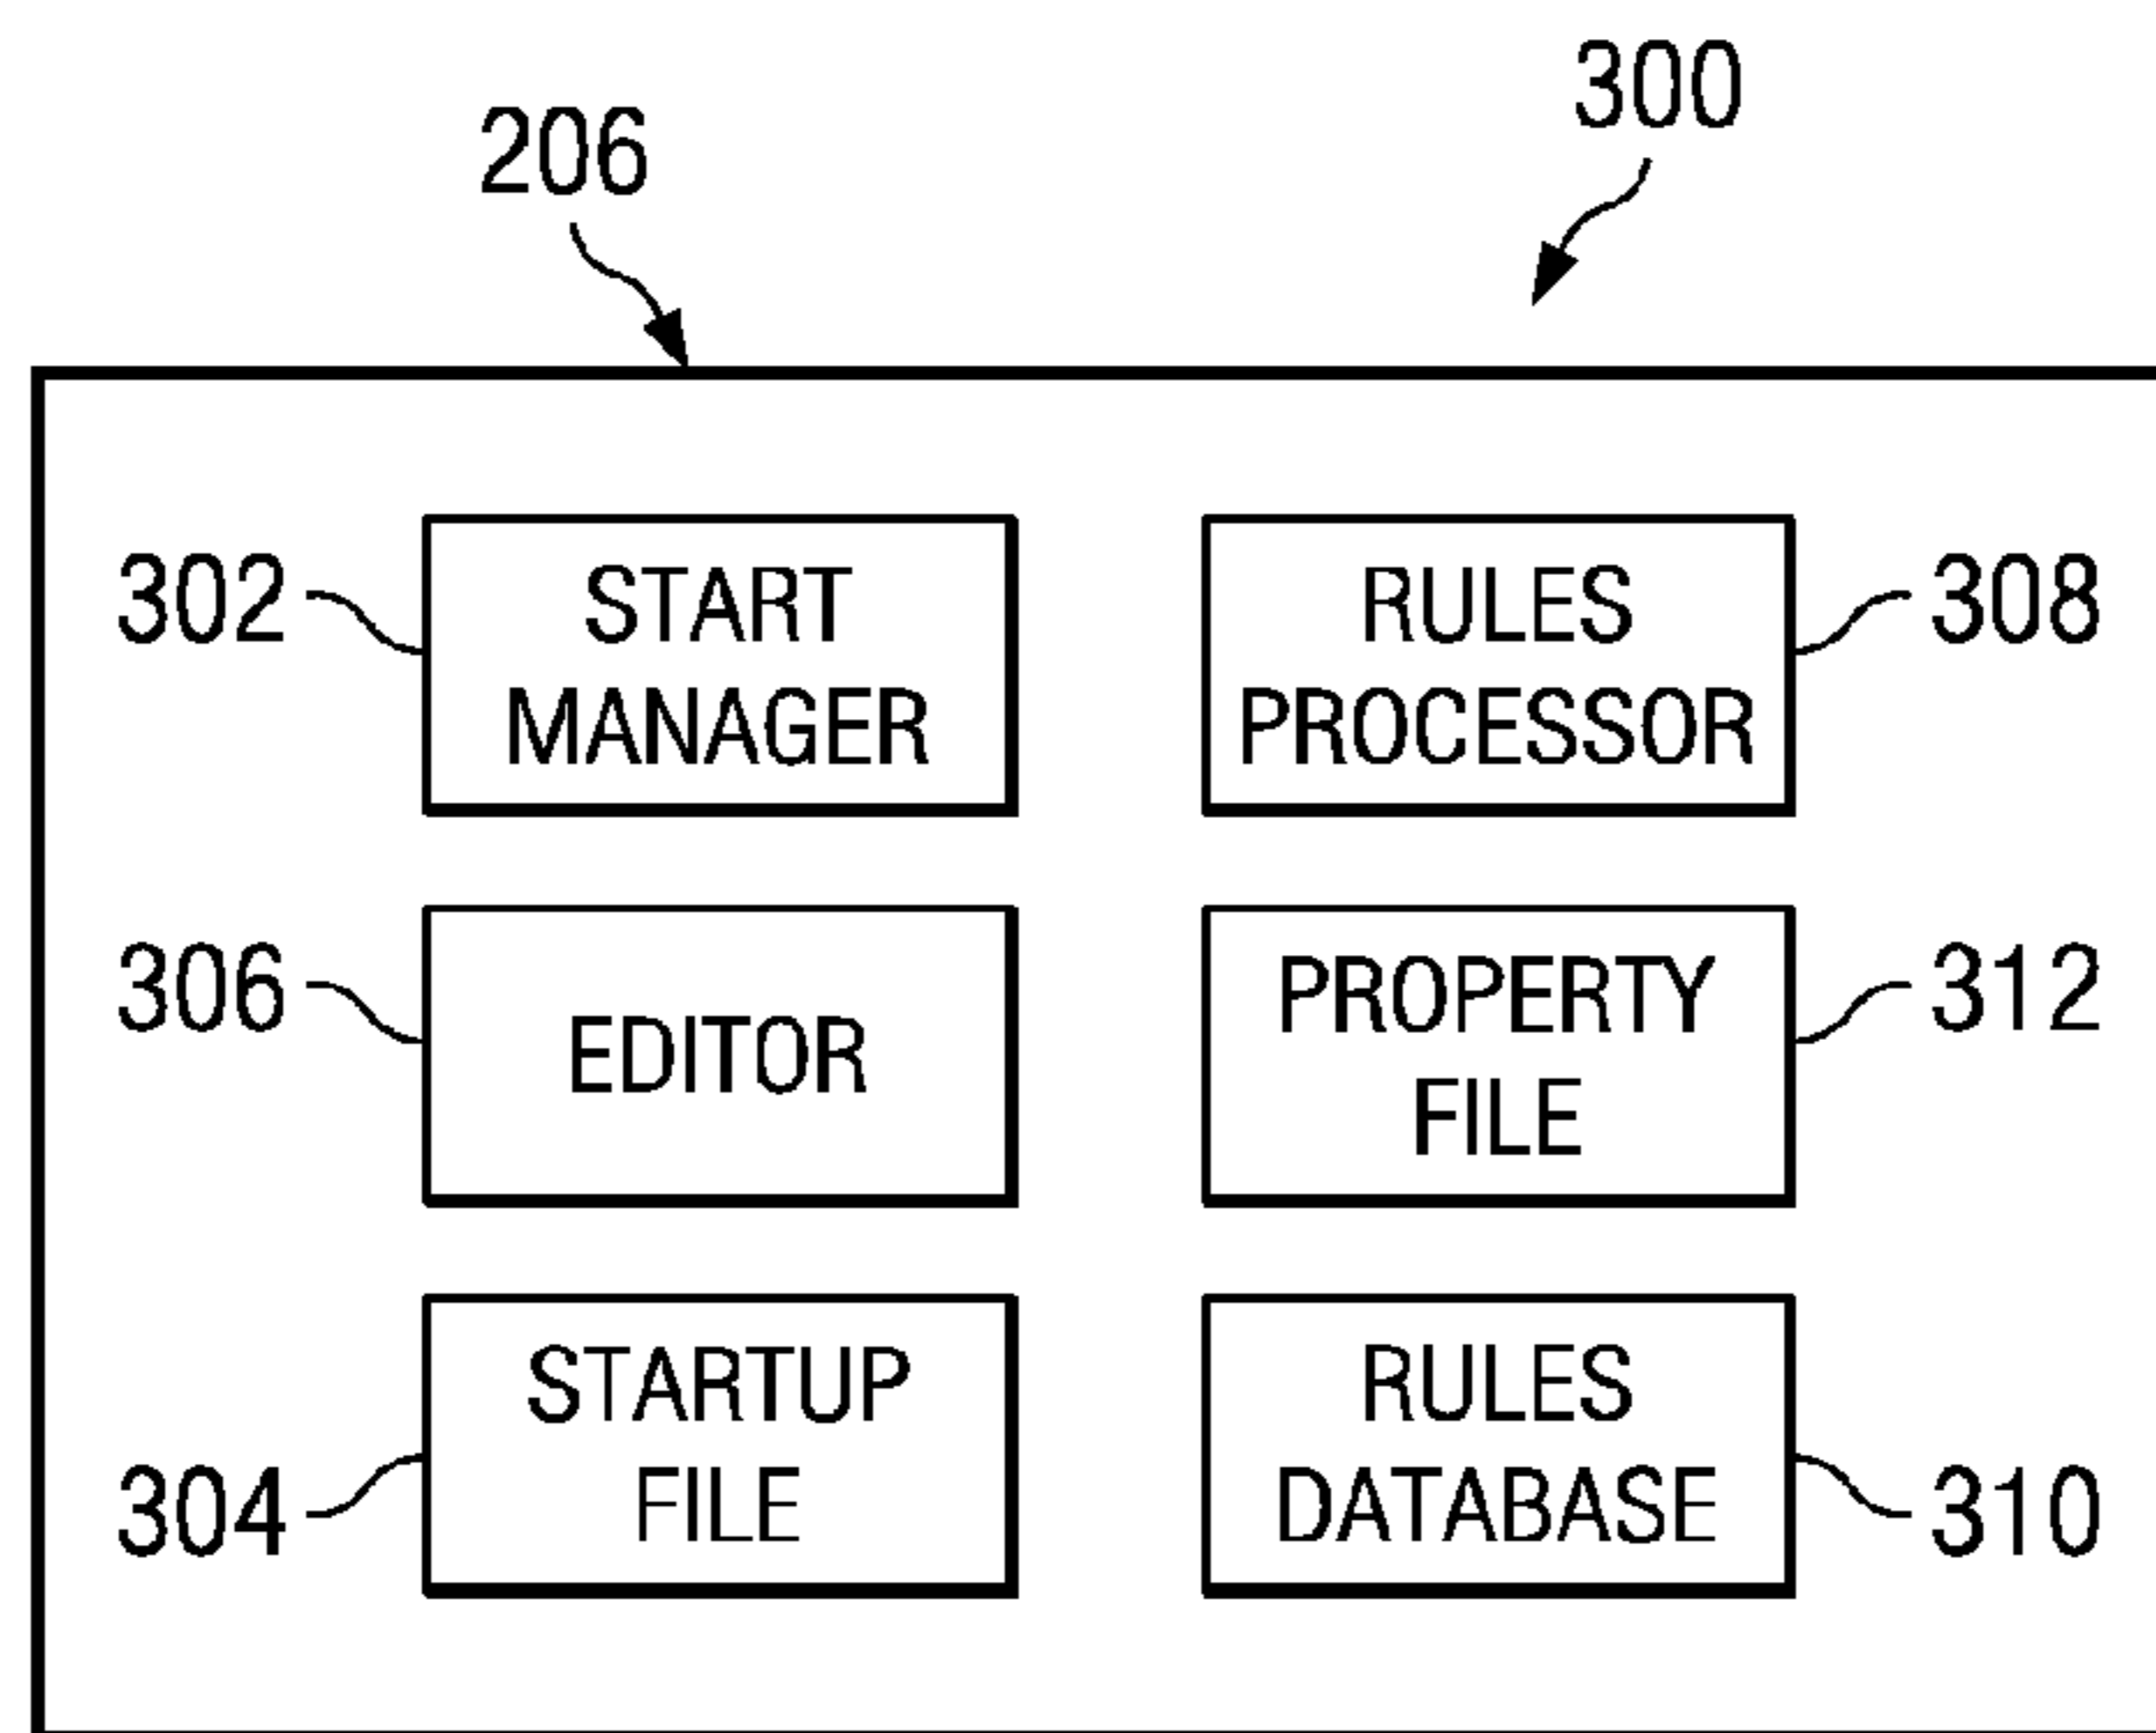 300
206
302
START
MANAGER
RULES
PROCESSOR
308
306
EDITOR
PROPERTY
FILE
312
304
STARTUP
FILE
RULES
DATABASE
310